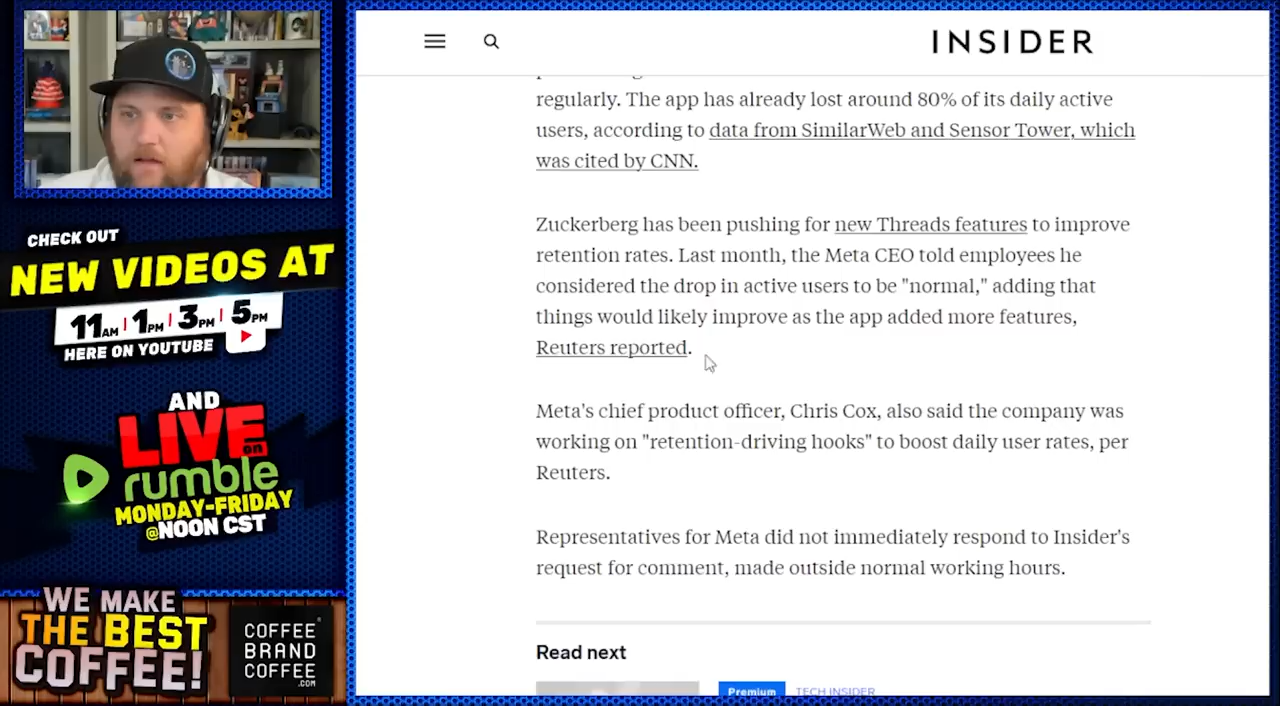 CHECK OUT
NEW VIDEOS AT
11AM | 1PM | 3PM | 5PM
HERE ON YOUTUBE
AND
LIVE on
rumble
MONDAY-FRIDAY
@NOON CST
WE MAKE
THE BEST
COFFEE!
COFFEE
BRAND
COFFEE
.COM
INSIDER
regularly. The app has already lost around 80% of its daily active
users, according to data from SimilarWeb and Sensor Tower, which
was cited by CNN.
Zuckerberg has been pushing for new Threads features to improve
retention rates. Last month, the Meta CEO told employees he
considered the drop in active users to be "normal," adding that
things would likely improve as the app added more features,
Reuters reported.
Meta's chief product officer, Chris Cox, also said the company was
working on "retention-driving hooks" to boost daily user rates, per
Reuters.
Representatives for Meta did not immediately respond to Insider's
request for comment, made outside normal working hours.
Read next
Premium TECH INSIDER